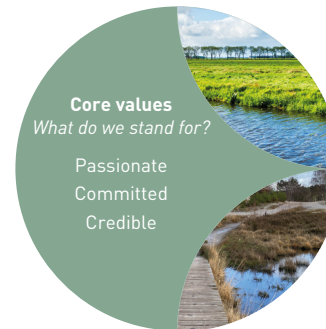 Core values
What do we stand for?
Passionate
Committed
Credible